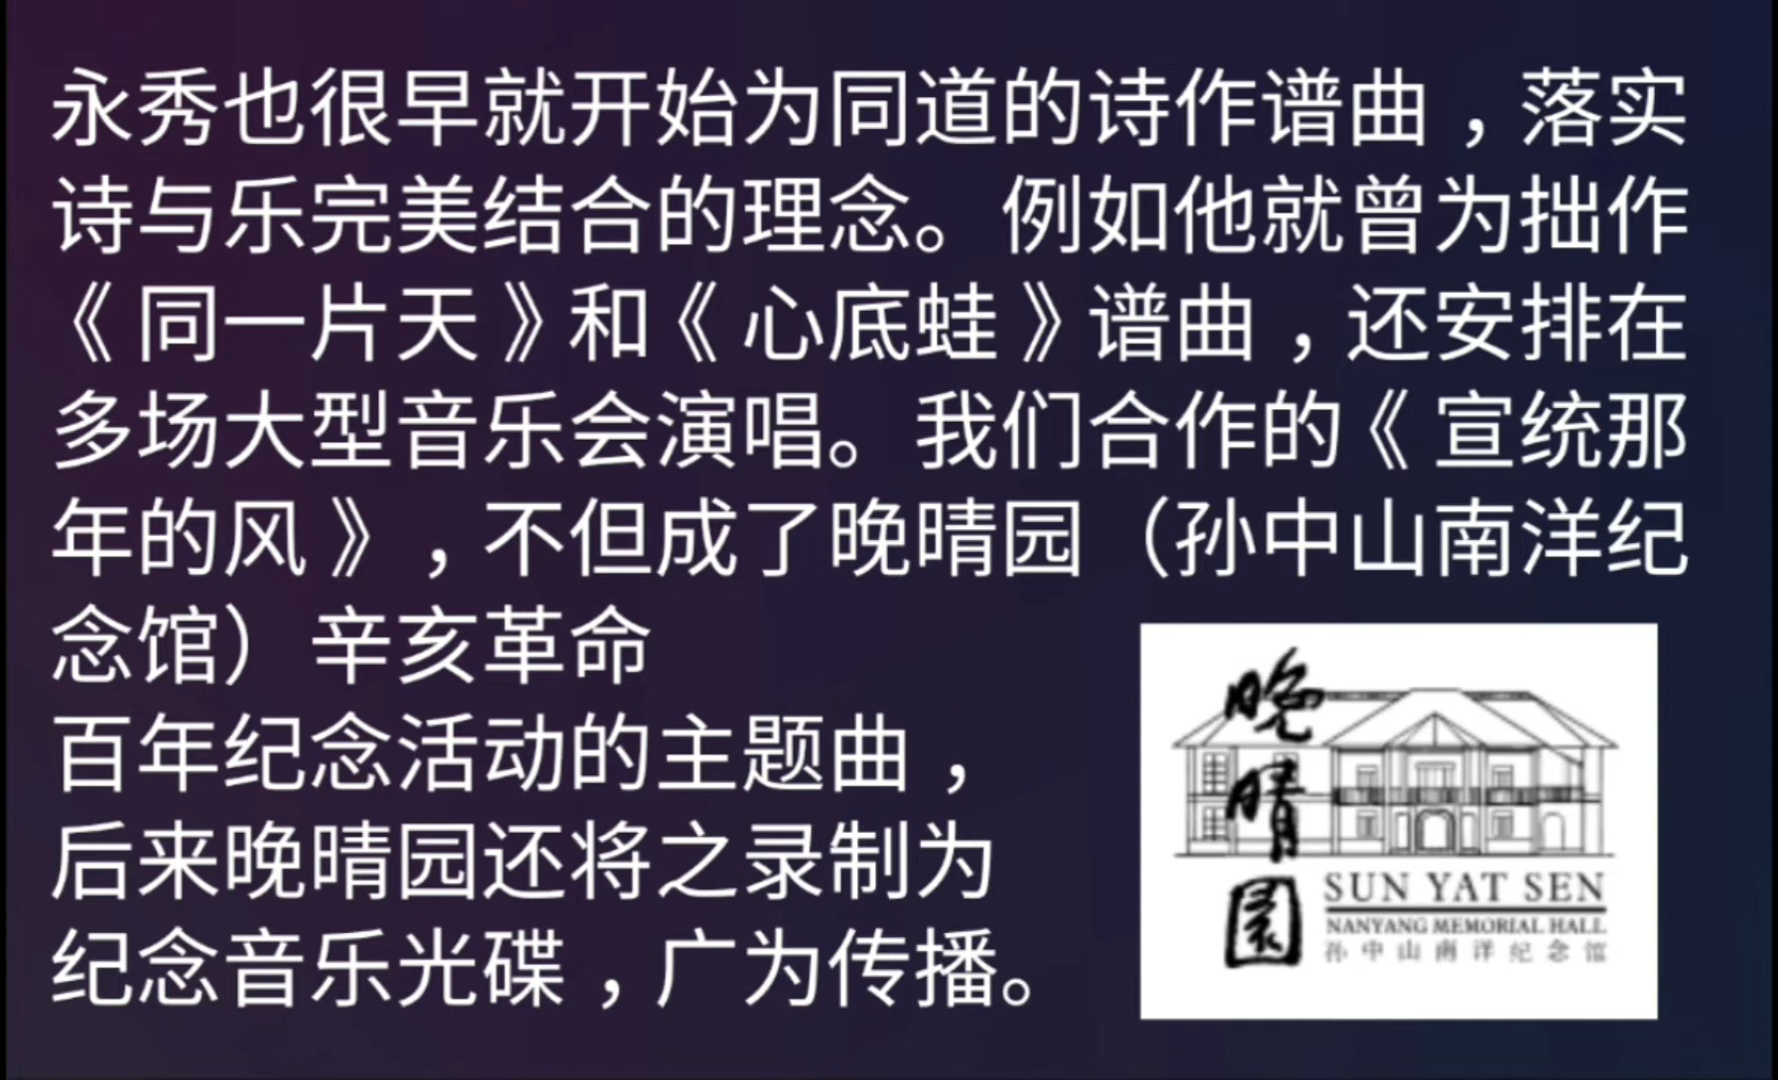 永秀也很早就开始为同道的诗作谱曲，落实
诗与乐完美结合的理念。例如他就曾为拙作
《同一片天》和《心底蛙》谱曲，还安排在
多场大型音乐会演唱。我们合作的《宣统那
年的风》，不但成了晚晴园（孙中山南洋纪
念馆）辛亥革命
百年纪念活动的主题曲，
后来晚晴园还将之录制为
纪念音乐光碟，广为传播。
晚晴园
SUN YAT SEN
NANYANG MEMORIAL HALL
孙中山南洋纪念馆